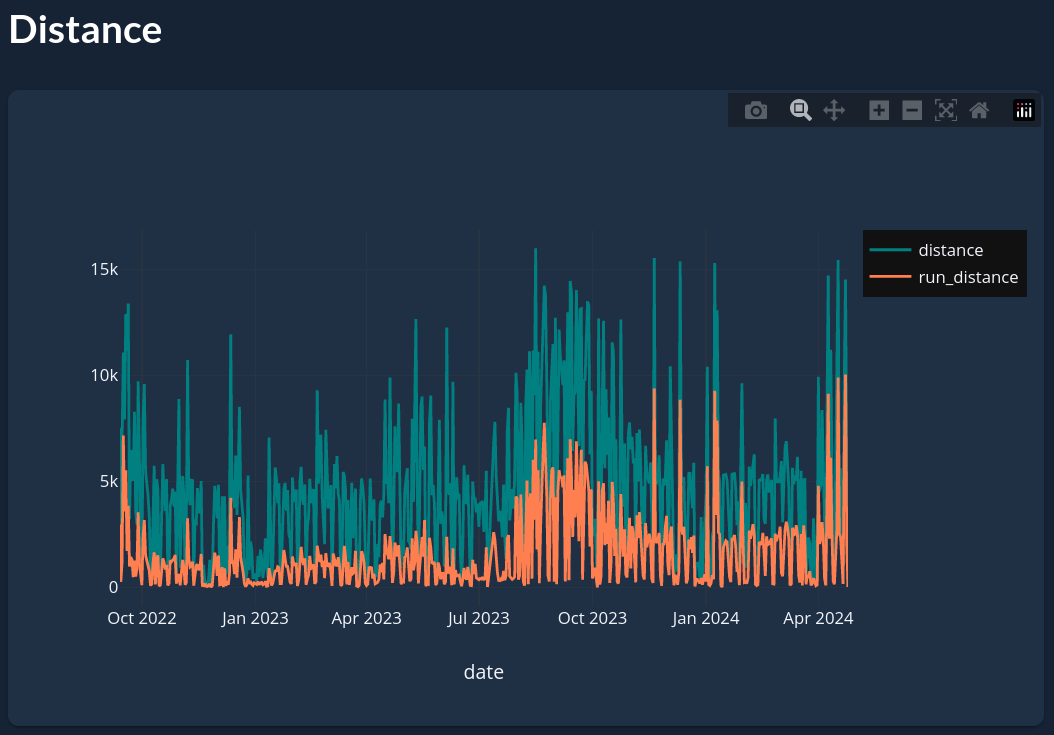 Distance
distance
run_distance
15k
10k
5k
0
Oct 2022 Jan 2023 Apr 2023 Jul 2023 Oct 2023 Jan 2024 Apr 2024
date